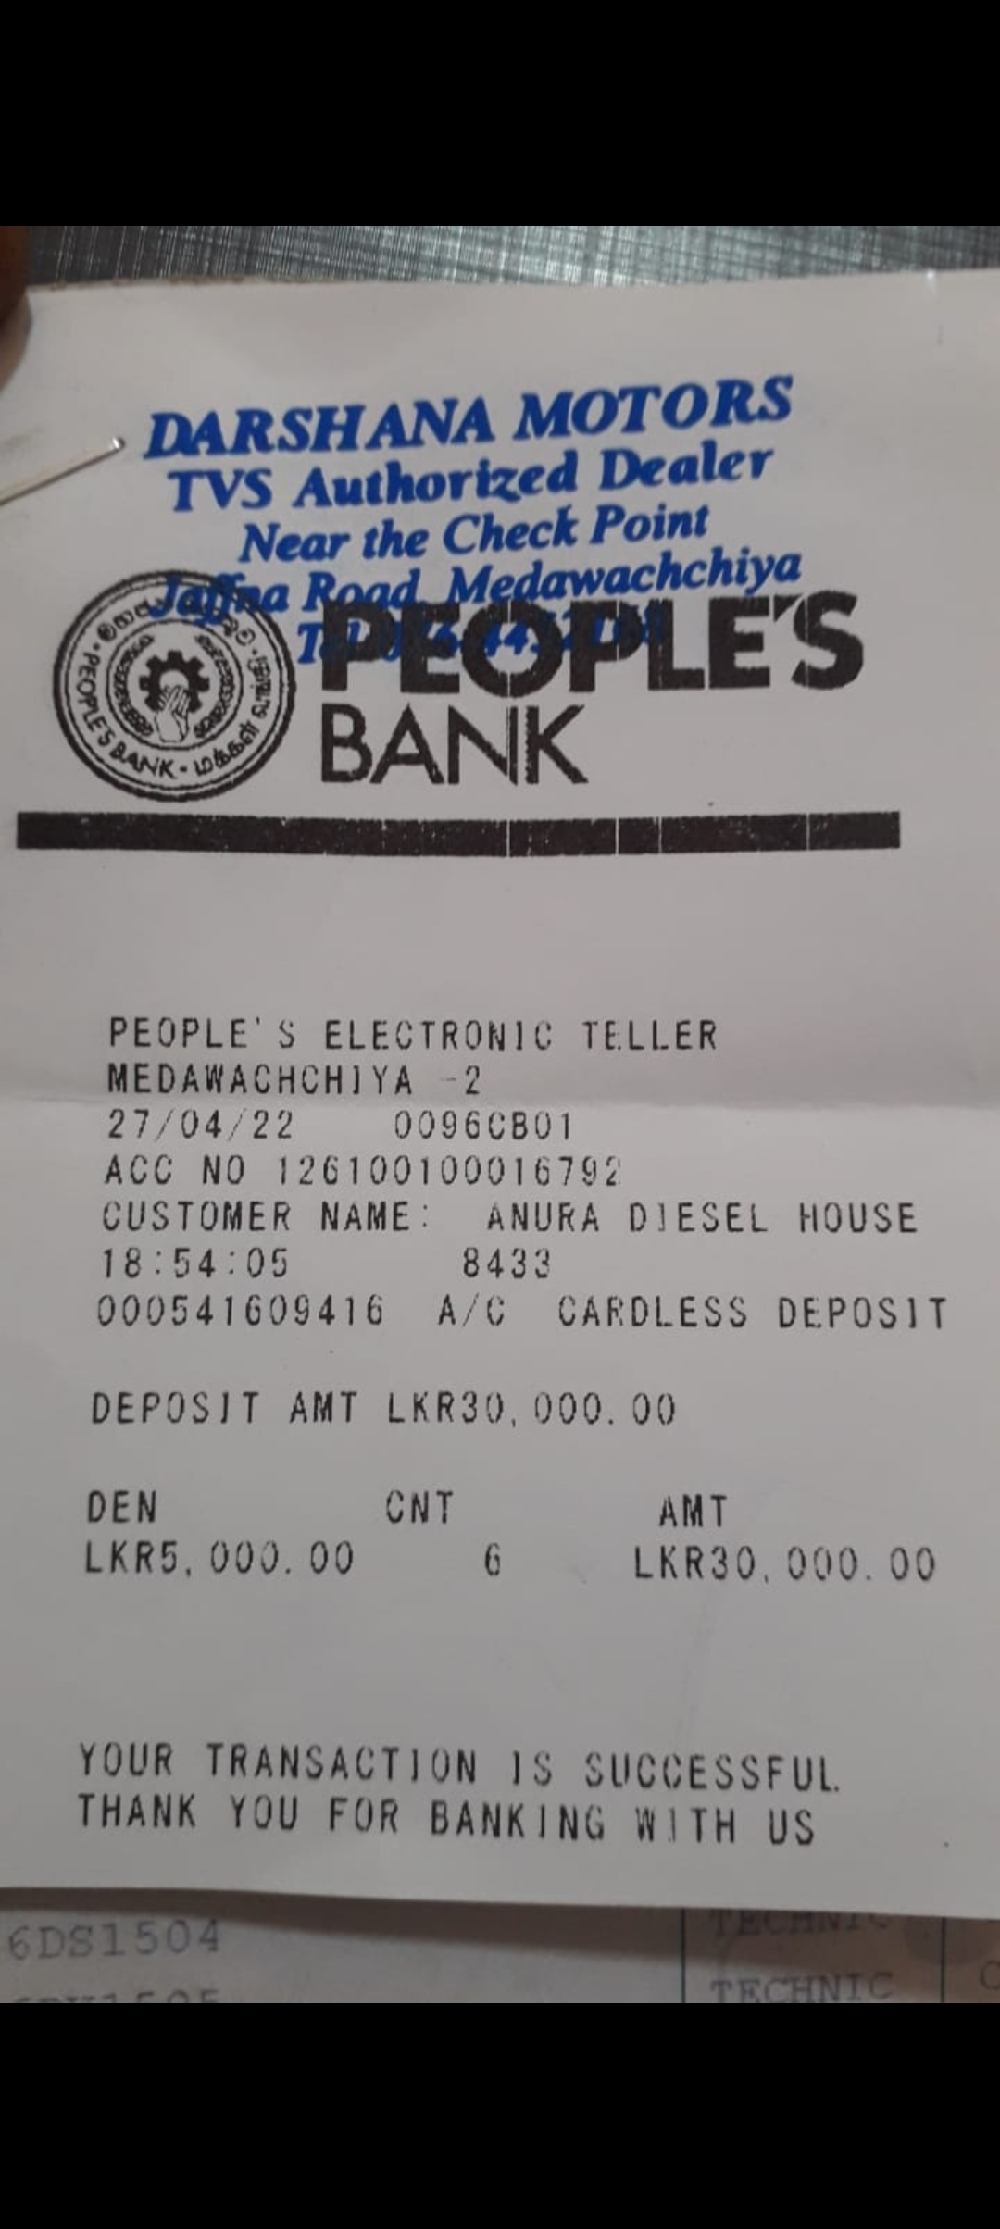 DARSHANA MOTORS
TVS Authorized Dealer
Near the Check Point
Jaffna Road, Medawachchiya
PEOPLE'S
BANK
PEOPLE'S BANK
PEOPLE'S ELECTRONIC TELLER
MEDAWACHCHIYA -2
27/04/22 0096CB01
ACC NO 126100100016792
CUSTOMER NAME: ANURA DIESEL HOUSE
18:54:05 8433
000541609416 A/C CARDLESS DEPOSIT
DEPOSIT AMT LKR30,000.00
DEN CNT AMT
LKR5,000.00 6 LKR30,000.00
YOUR TRANSACTION IS SUCCESSFUL.
THANK YOU FOR BANKING WITH US
6DS1504 TECHNIC
TECHNIC